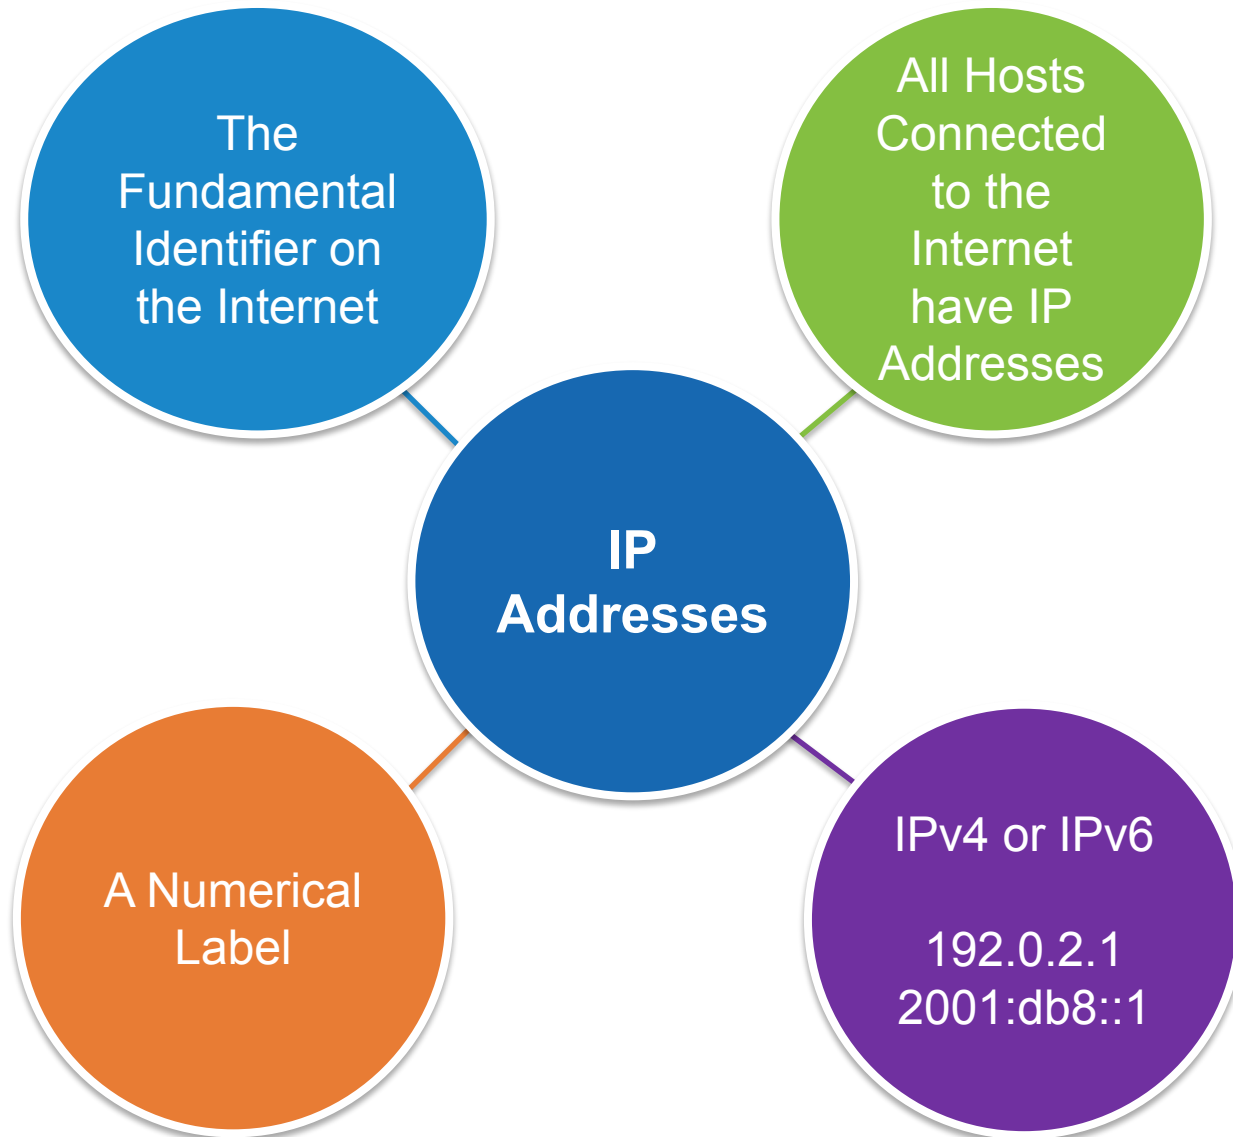 The
Fundamental
Identifier on
the Internet
All Hosts
Connected
to the
Internet
have IP
Addresses
IP
Addresses
A Numerical
Label
IPv4 or IPv6
192.0.2.1
2001:db8::1